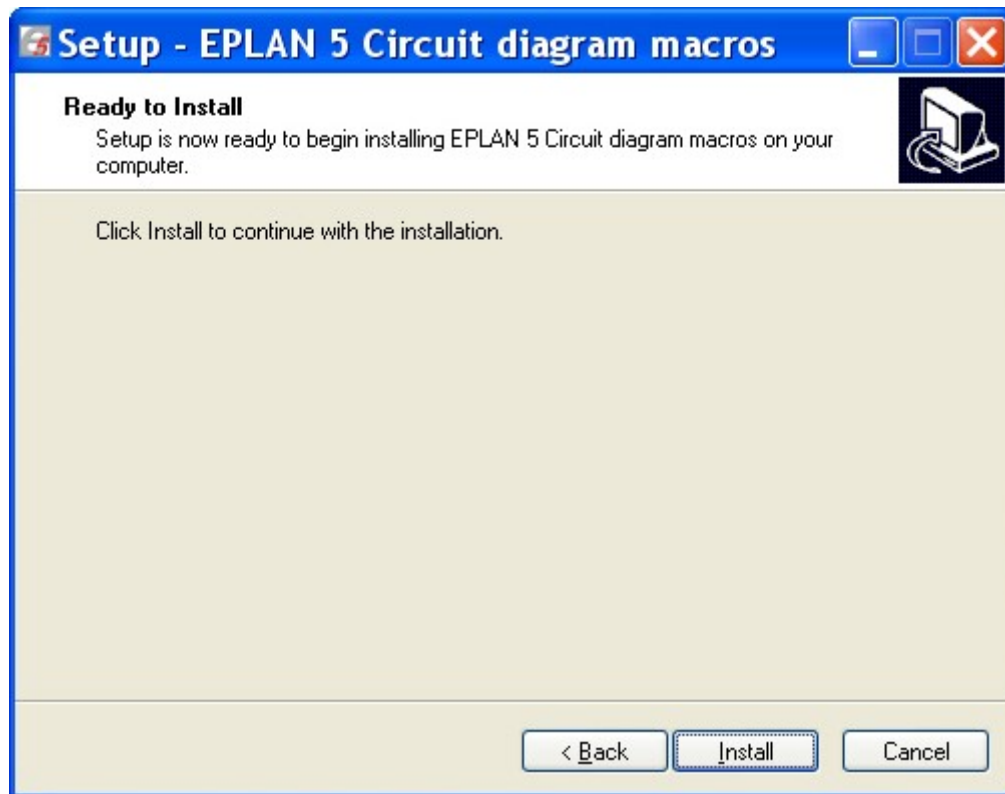 Setup - EPLAN 5 Circuit diagram macros
Ready to Install
Setup is now ready to begin installing EPLAN 5 Circuit diagram macros on your
computer.
Click Install to continue with the installation.
< Back Install Cancel